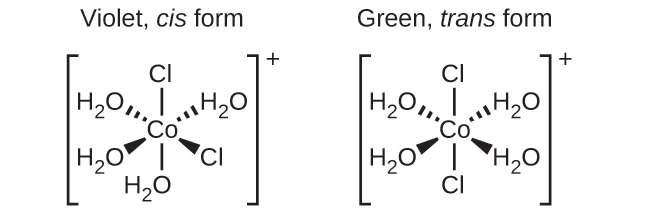 Violet, cis form
Green, trans form
+
Cl
H₂O H₂O
Co
H₂O Cl
H₂O
+
Cl
H₂O H₂O
Co
H₂O H₂O
Cl